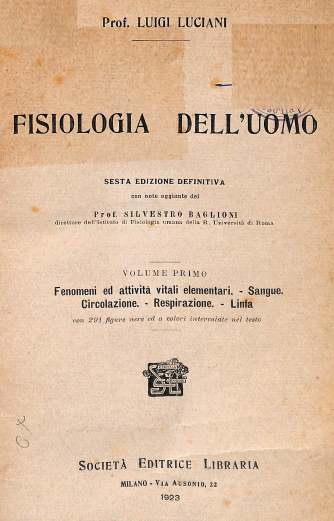 Prof. LUIGI LUCIANI
FISIOLOGIA DELL'UOMO
SESTA EDIZIONE DEFINITIVA
con note aggiunte del
Prof. SILVESTRO BAGLIONI
direttore dell'Istituto di Fisiologia umana della R. Università di Roma
VOLUME PRIMO
Fenomeni ed attività vitali elementari. - Sangue.
Circolazione. - Respirazione. - Linfa
con 291 figure nere ed a colori intercalate nel testo
SOCIETÀ EDITRICE LIBRARIA
MILANO - VIA AUSONIO, 22
1923